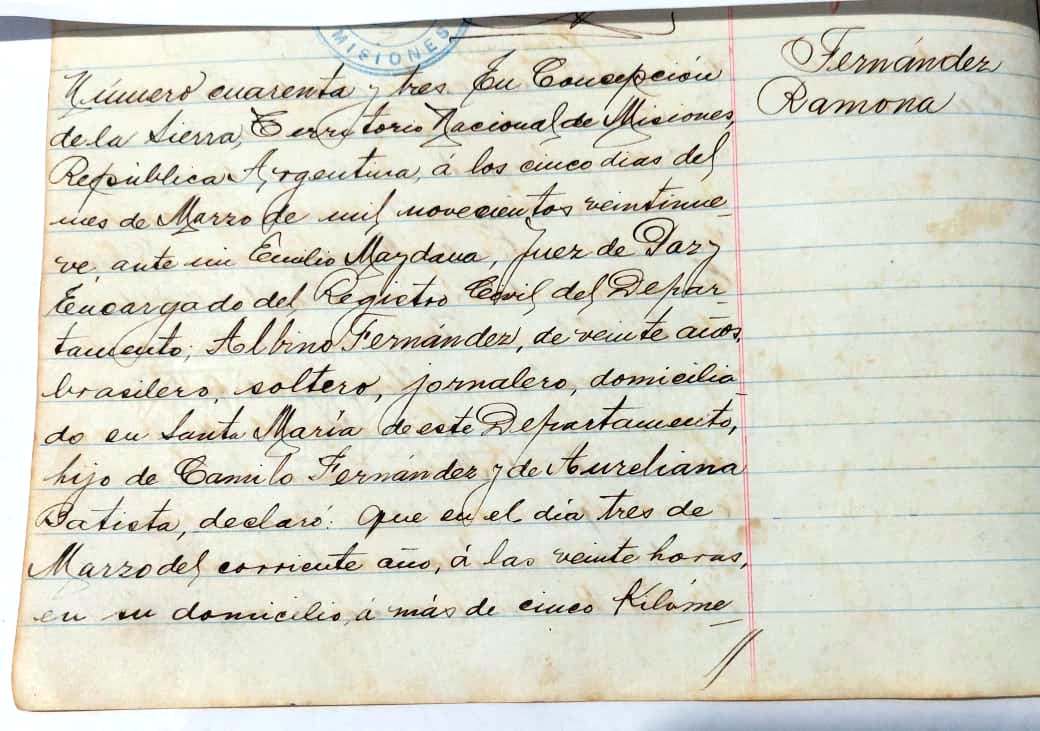 MISIONES
Fernández
Ramona
Número cuarenta y tres. En Concepción
de la Sierra, Territorio Nacional de Misiones,
República Argentina, á los cinco dias del
mes de Marzo de mil novecientos veintinue-
ve, ante mi Emilio Maydana, Juez de Paz y
Encargado del Registro Civil del Depar-
tamento; Albino Fernández, de veinte años,
brasilero, soltero, jornalero, domicilia-
do en Santa María de este Departamento,
hijo de Camilo Fernández y de Aureliana
Batista, declaró: Que en el día tres de
Marzo del corriente año, á las veinte horas,
en su domicilio, á más de cinco Kilóme-
//